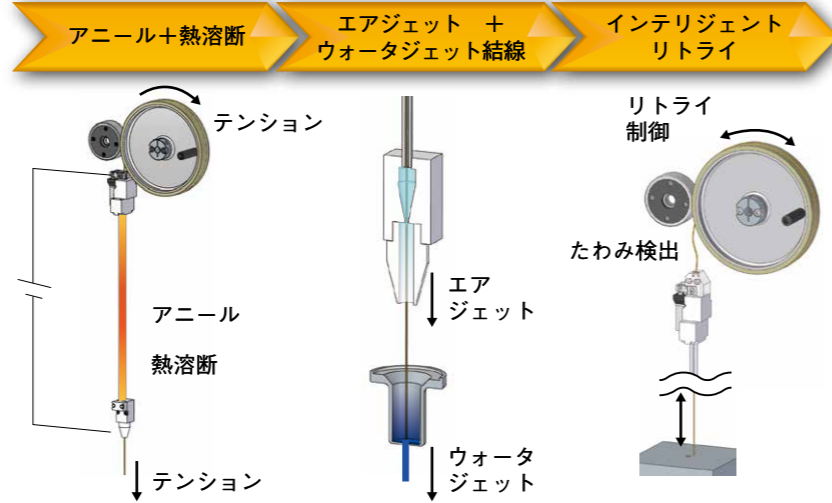 アニール＋熱溶断
エアジェット　＋
ウォータジェット結線
インテリジェント
リトライ
テンション
アニール
熱溶断
テンション
エア
ジェット
ウォータ
ジェット
リトライ
制御
たわみ検出